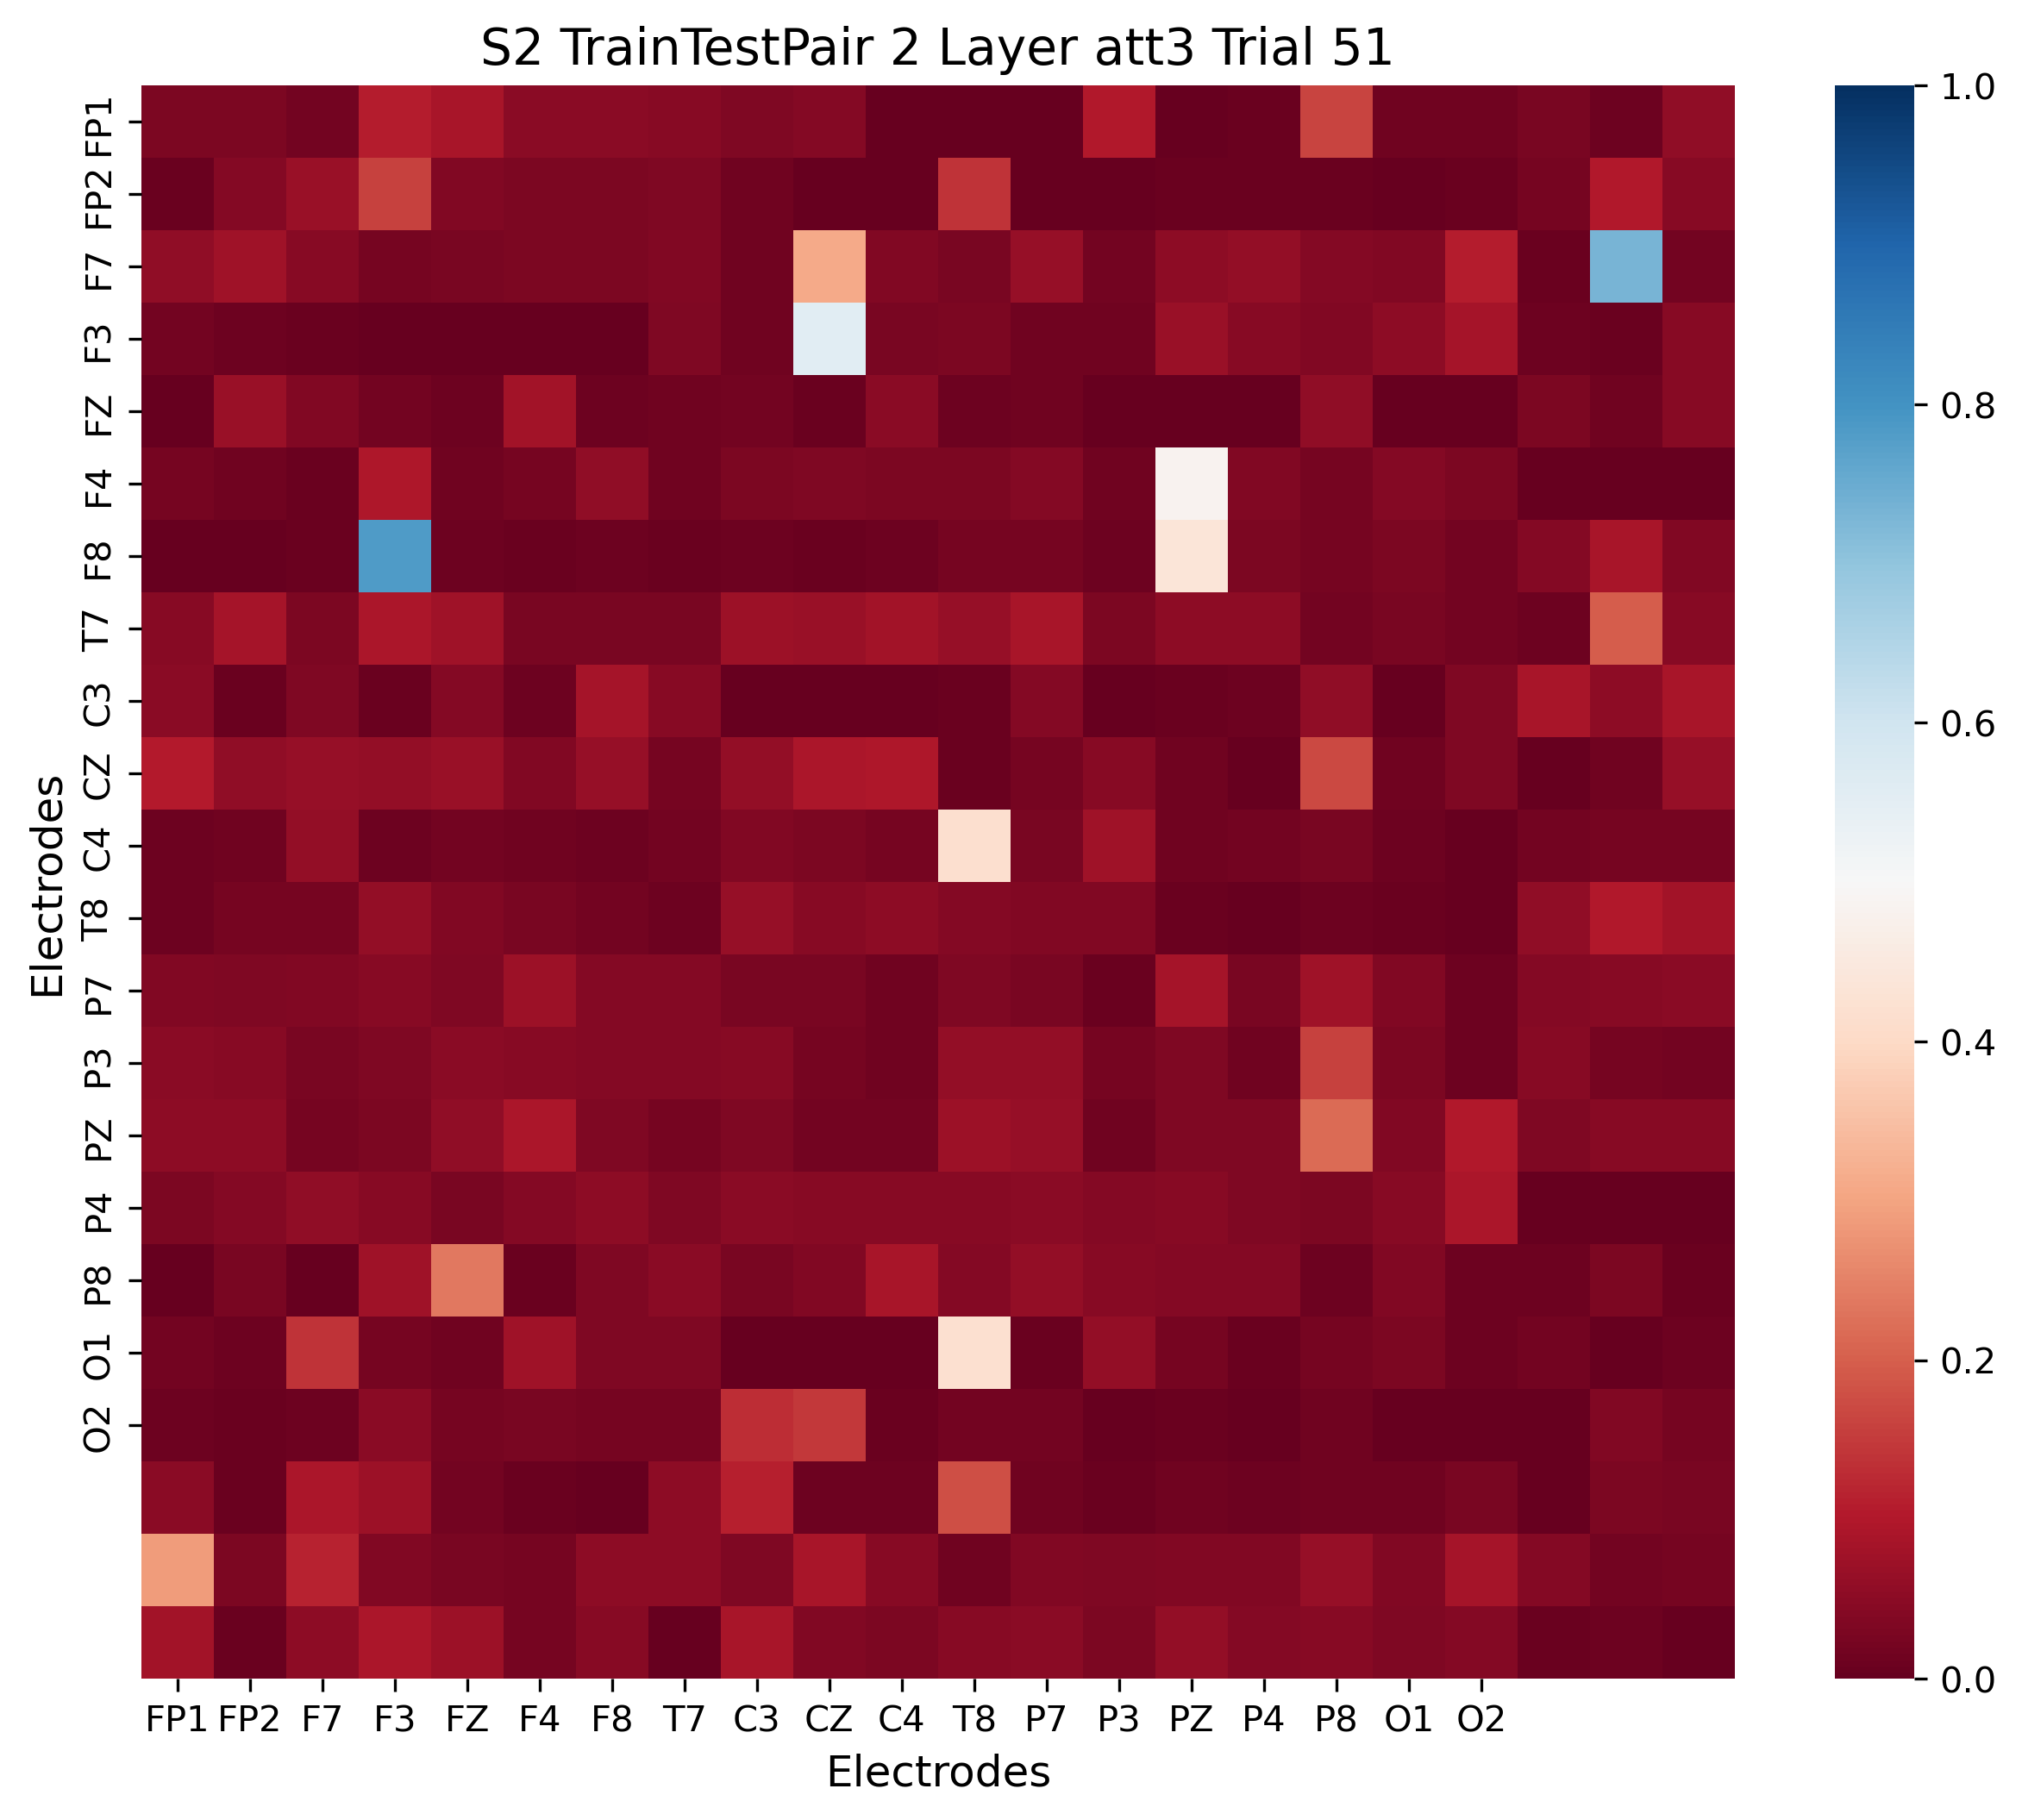 S2 TrainTestPair 2 Layer att3 Trial 51
Electrodes
FP1
FP2
F7
F3
FZ
F4
F8
T7
C3
CZ
C4
T8
P7
P3
PZ
P4
P8
O1
O2
FP1 FP2 F7 F3 FZ F4 F8 T7 C3 CZ C4 T8 P7 P3 PZ P4 P8 O1 O2
Electrodes
1.0
0.8
0.6
0.4
0.2
0.0